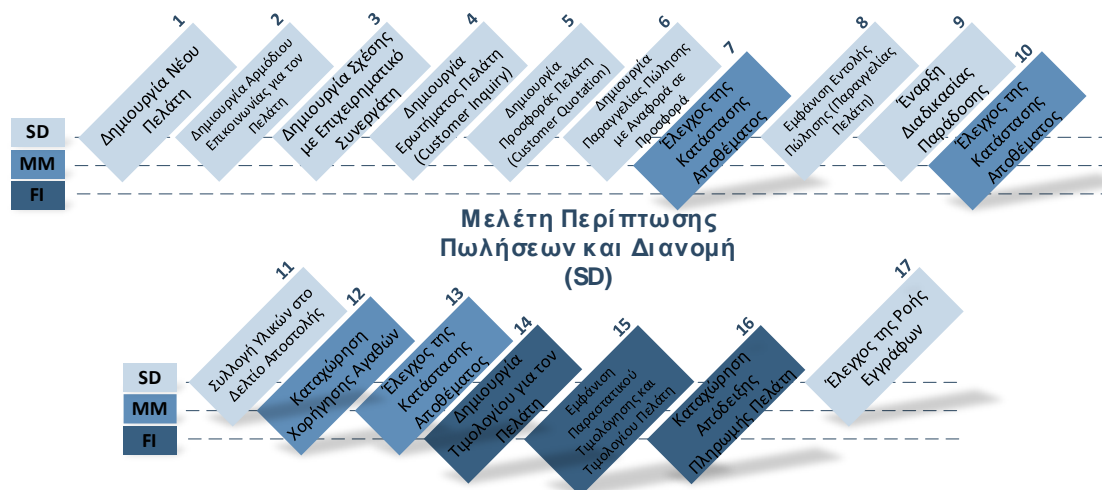 1
Δημιουργία Νέου
Πελάτη
2
Δημιουργία Αρμόδιου
Επικοινωνίας για τον
Πελάτη
3
Δημιουργία Σχέσης
με Επιχειρηματικό
Συνεργάτη
4
Δημιουργία
Ερωτήματος Πελάτη
(Customer Inquiry)
5
Δημιουργία
Προσφοράς Πελάτη
(Customer Quotation)
6
Δημιουργία
Παραγγελίας Πώλησης
με Αναφορά σε
Προσφορά
7
Έλεγχος της
Κατάστασης
Αποθέματος
8
Εμφάνιση Εντολής
Πώλησης (Παραγγελίας
Πελάτη)
9
Έναρξη
Διαδικασίας
Παράδοσης
10
Έλεγχος της
Κατάστασης
Αποθέματος
SD
MM
FI
Μελέτη Περίπτωσης
Πωλήσεων και Διανομή
(SD)
11
Συλλογή Υλικών στο
Δελτίο Αποστολής
12
Καταχώρηση
Χορήγησης Αγαθών
13
Έλεγχος της
Κατάστασης
Αποθέματος
14
Δημιουργία
Τιμολογίου για τον
Πελάτη
15
Εμφάνιση
Παραστατικού
Τιμολόγησης και
Τιμολογίου Πελάτη
16
Καταχώρηση
Απόδειξης
Πληρωμής Πελάτη
17
Έλεγχος της Ροής
Εγγράφων
SD
MM
FI